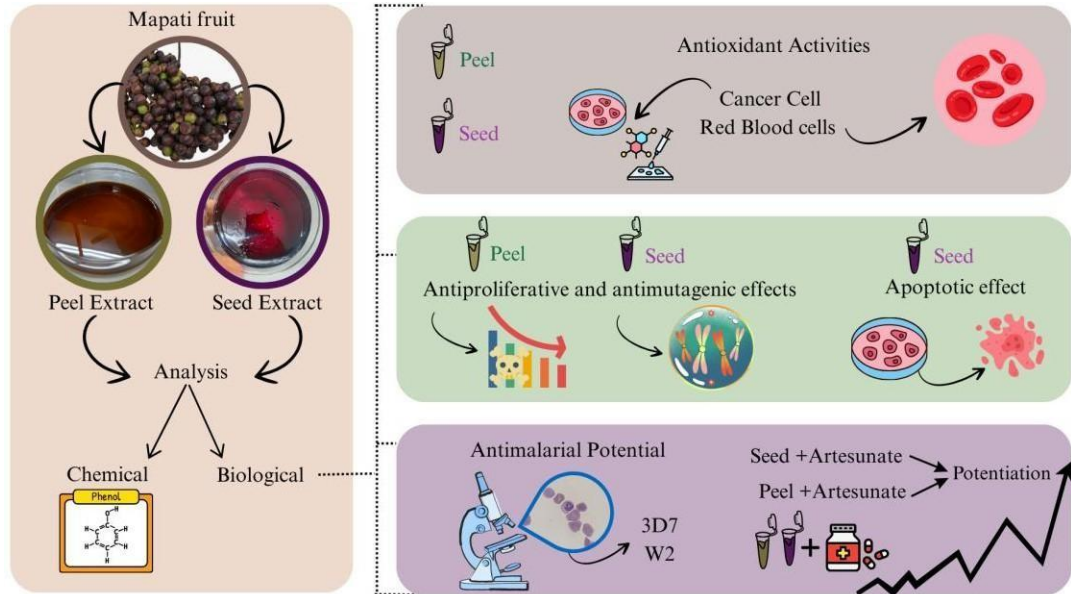 Mapati fruit
Peel Extract
Seed Extract
Analysis
Chemical
Biological
Phenol
OH
H
H
H
H
H
Peel
Seed
Antioxidant Activities
Cancer Cell
Red Blood cells
Peel
Seed
Antiproliferative and antimutagenic effects
Seed
Apoptotic effect
Antimalarial Potential
3D7
W2
Seed +Artesunate
Peel +Artesunate
Potentiation
+